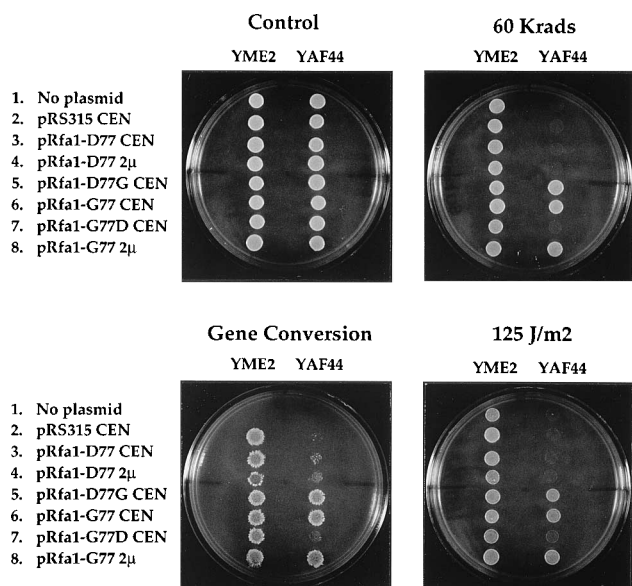 Control
60 Krads
YME2 YAF44
YME2 YAF44
1. No plasmid
2. pRS315 CEN
3. pRfa1-D77 CEN
4. pRfa1-D77 2µ
5. pRfa1-D77G CEN
6. pRfa1-G77 CEN
7. pRfa1-G77D CEN
8. pRfa1-G77 2µ
Gene Conversion
125 J/m2
YME2 YAF44
YME2 YAF44
1. No plasmid
2. pRS315 CEN
3. pRfa1-D77 CEN
4. pRfa1-D77 2µ
5. pRfa1-D77G CEN
6. pRfa1-G77 CEN
7. pRfa1-G77D CEN
8. pRfa1-G77 2µ